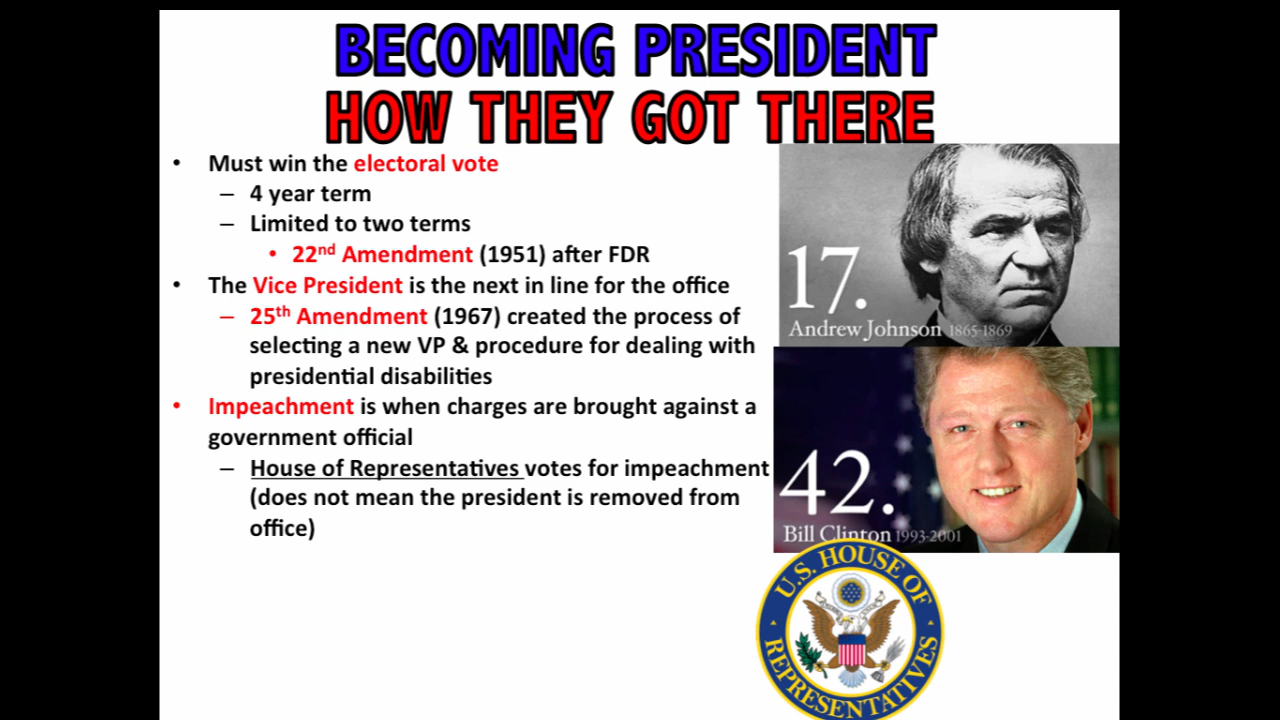 BECOMING PRESIDENT
HOW THEY GOT THERE
• Must win the electoral vote
– 4 year term
– Limited to two terms
• 22nd Amendment (1951) after FDR
• The Vice President is the next in line for the office
– 25th Amendment (1967) created the process of
selecting a new VP & procedure for dealing with
presidential disabilities
• Impeachment is when charges are brought against a
government official
– House of Representatives votes for impeachment
(does not mean the president is removed from
office)
17.
Andrew Johnson 1865-1869
42.
Bill Clinton 1993-2001
U.S. HOUSE OF
REPRESENTATIVES